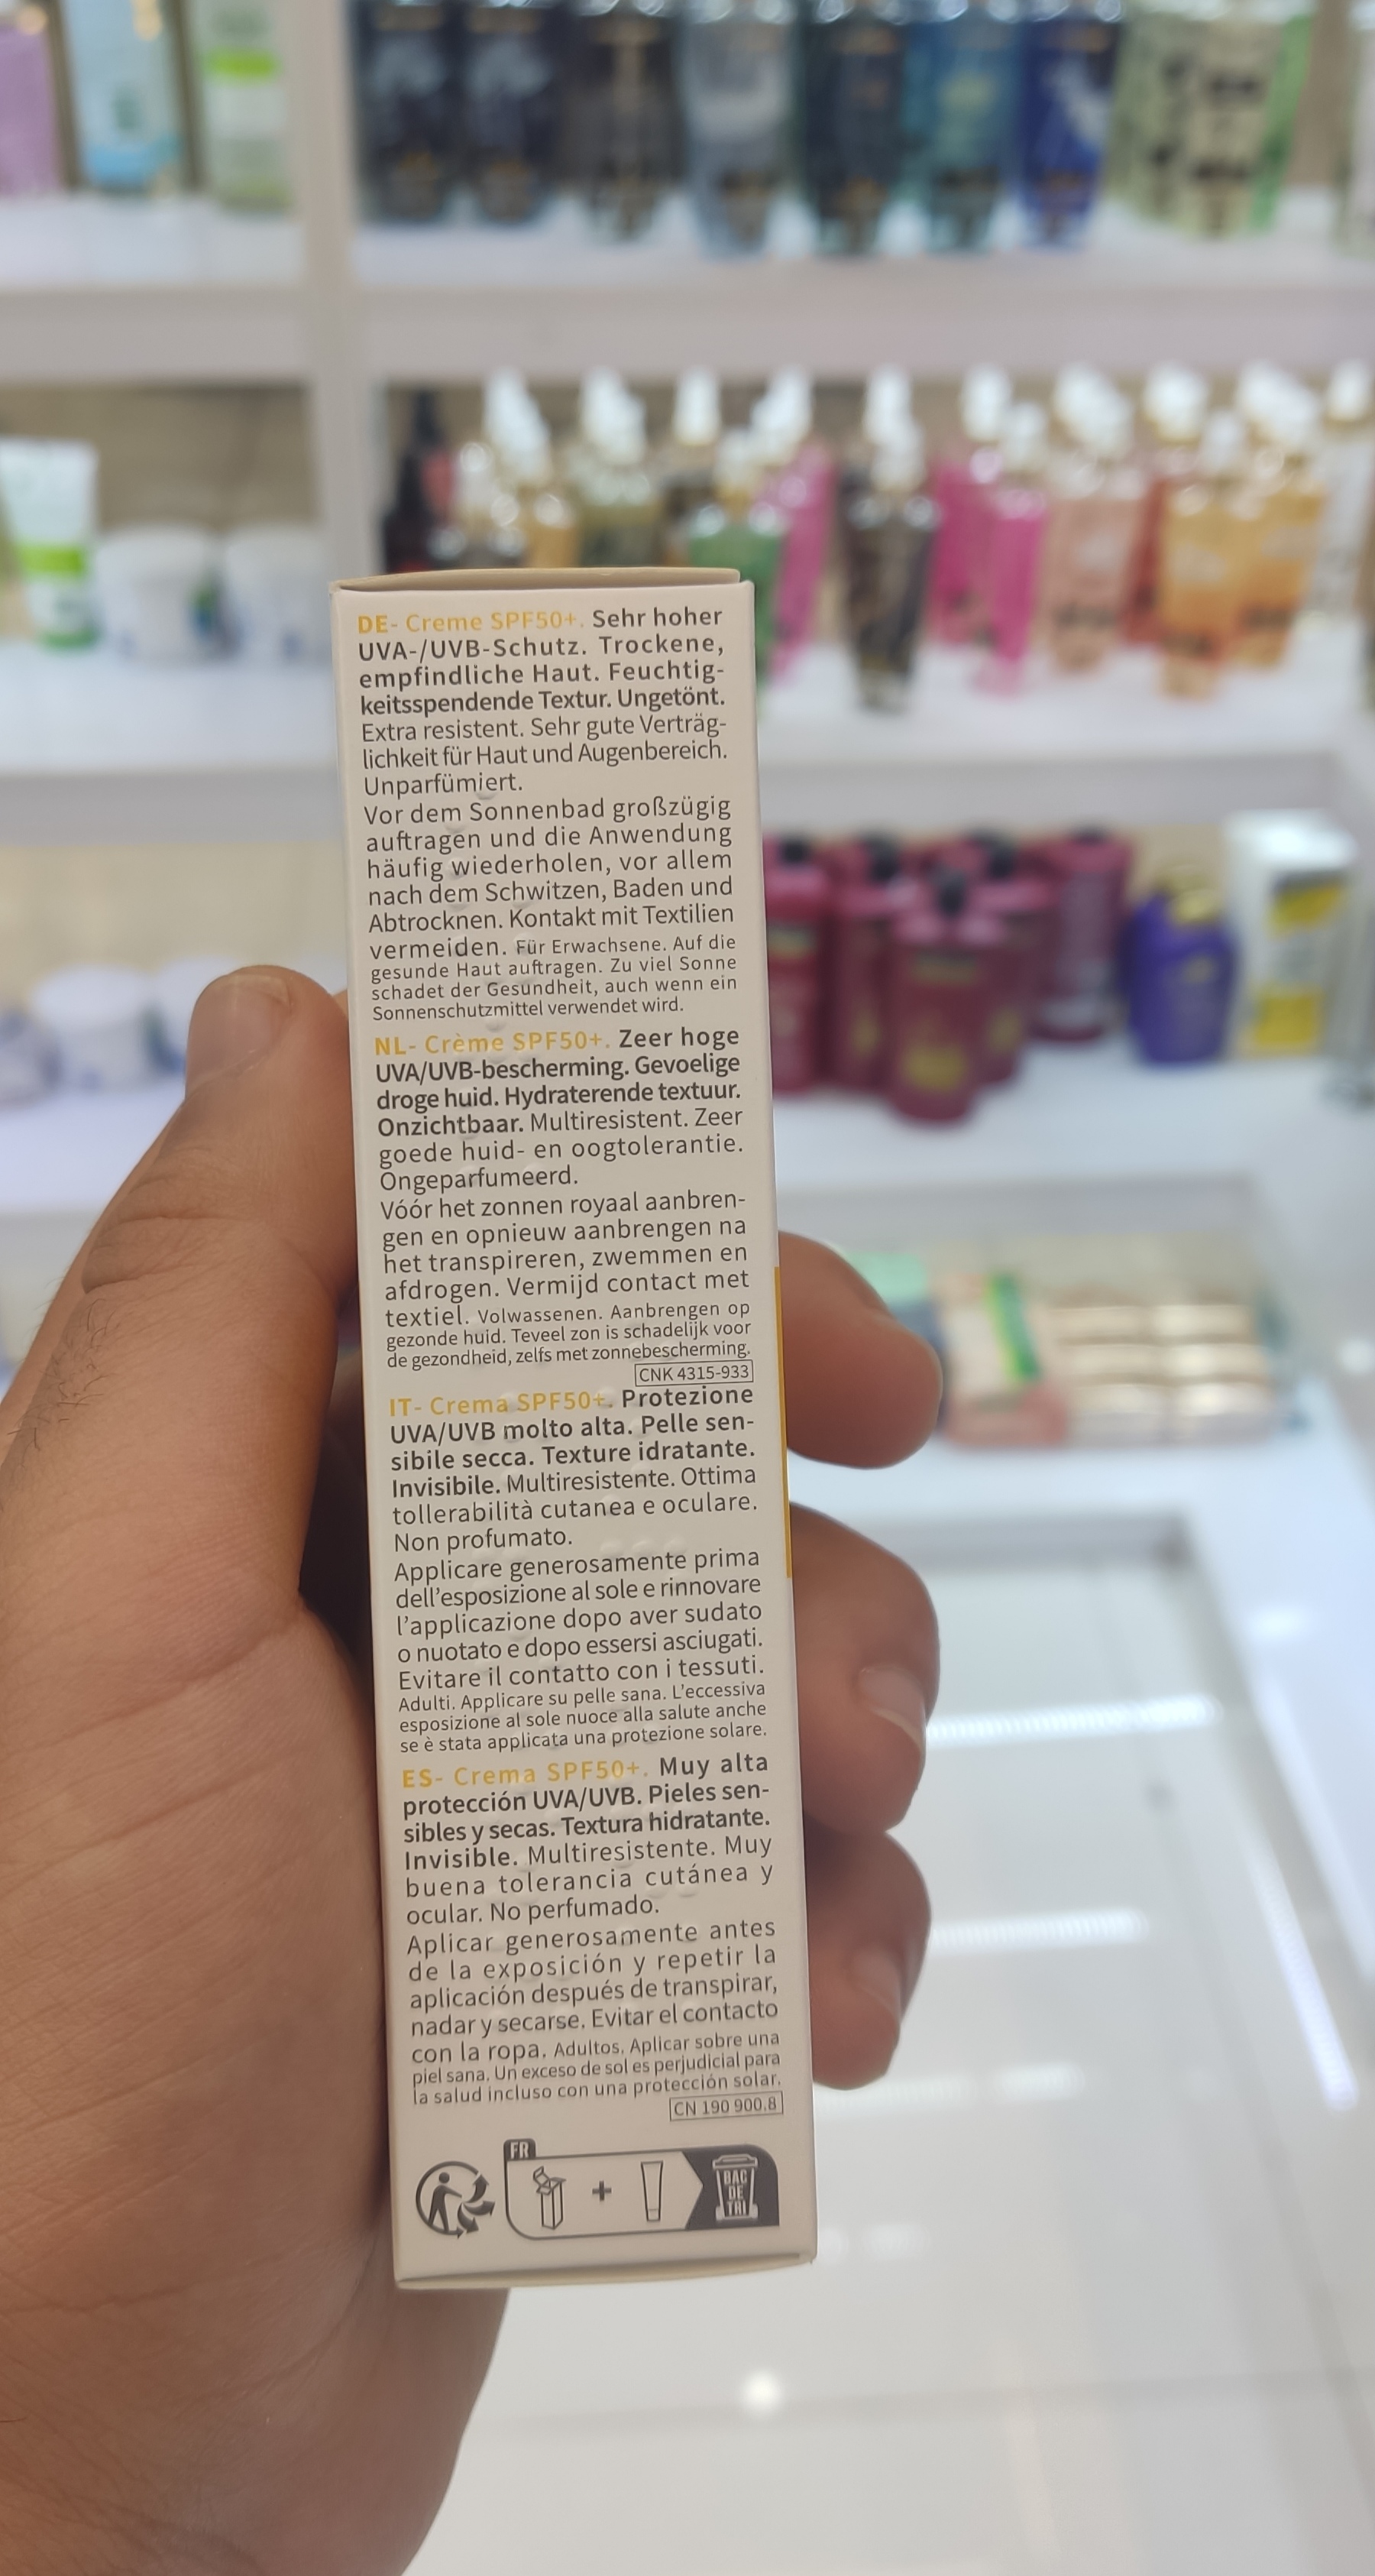 DE- Creme SPF50+. Sehr hoher
UVA-/UVB-Schutz. Trockene,
empfindliche Haut. Feuchtig-
keitsspendende Textur. Ungetönt.
Extra resistent. Sehr gute Verträg-
lichkeit für Haut und Augenbereich.
Unparfümiert.
Vor dem Sonnenbad großzügig
auftragen und die Anwendung
häufig wiederholen, vor allem
nach dem Schwitzen, Baden und
Abtrocknen. Kontakt mit Textilien
vermeiden. Für Erwachsene. Auf die
gesunde Haut auftragen. Zu viel Sonne
schadet der Gesundheit, auch wenn ein
Sonnenschutzmittel verwendet wird.
NL- Crème SPF50+. Zeer hoge
UVA/UVB-bescherming. Gevoelige
droge huid. Hydraterende textuur.
Onzichtbaar. Multiresistent. Zeer
goede huid- en oogtolerantie.
Ongeparfumeerd.
Vóór het zonnen royaal aanbren-
gen en opnieuw aanbrengen na
het transpireren, zwemmen en
afdrogen. Vermijd contact met
textiel. Volwassenen. Aanbrengen op
gezonde huid. Teveel zon is schadelijk voor
de gezondheid, zelfs met zonnebescherming.
CNK 4315-933
IT- Crema SPF50+. Protezione
UVA/UVB molto alta. Pelle sen-
sibile secca. Texture idratante.
Invisibile. Multiresistente. Ottima
tollerabilità cutanea e oculare.
Non profumato.
Applicare generosamente prima
dell'esposizione al sole e rinnovare
l'applicazione dopo aver sudato
o nuotato e dopo essersi asciugati.
Evitare il contatto con i tessuti.
Adulti. Applicare su pelle sana. L'eccessiva
esposizione al sole nuoce alla salute anche
se è stata applicata una protezione solare.
ES- Crema SPF50+. Muy alta
protección UVA/UVB. Pieles sen-
sibles y secas. Textura hidratante.
Invisible. Multiresistente. Muy
buena tolerancia cutánea y
ocular. No perfumado.
Aplicar generosamente antes
de la exposición y repetir la
aplicación después de transpirar,
nadar y secarse. Evitar el contacto
con la ropa. Adultos. Aplicar sobre una
piel sana. Un exceso de sol es perjudicial para
la salud incluso con una protección solar.
CN 190 900.8
FR
+
BAC
DE
TRI